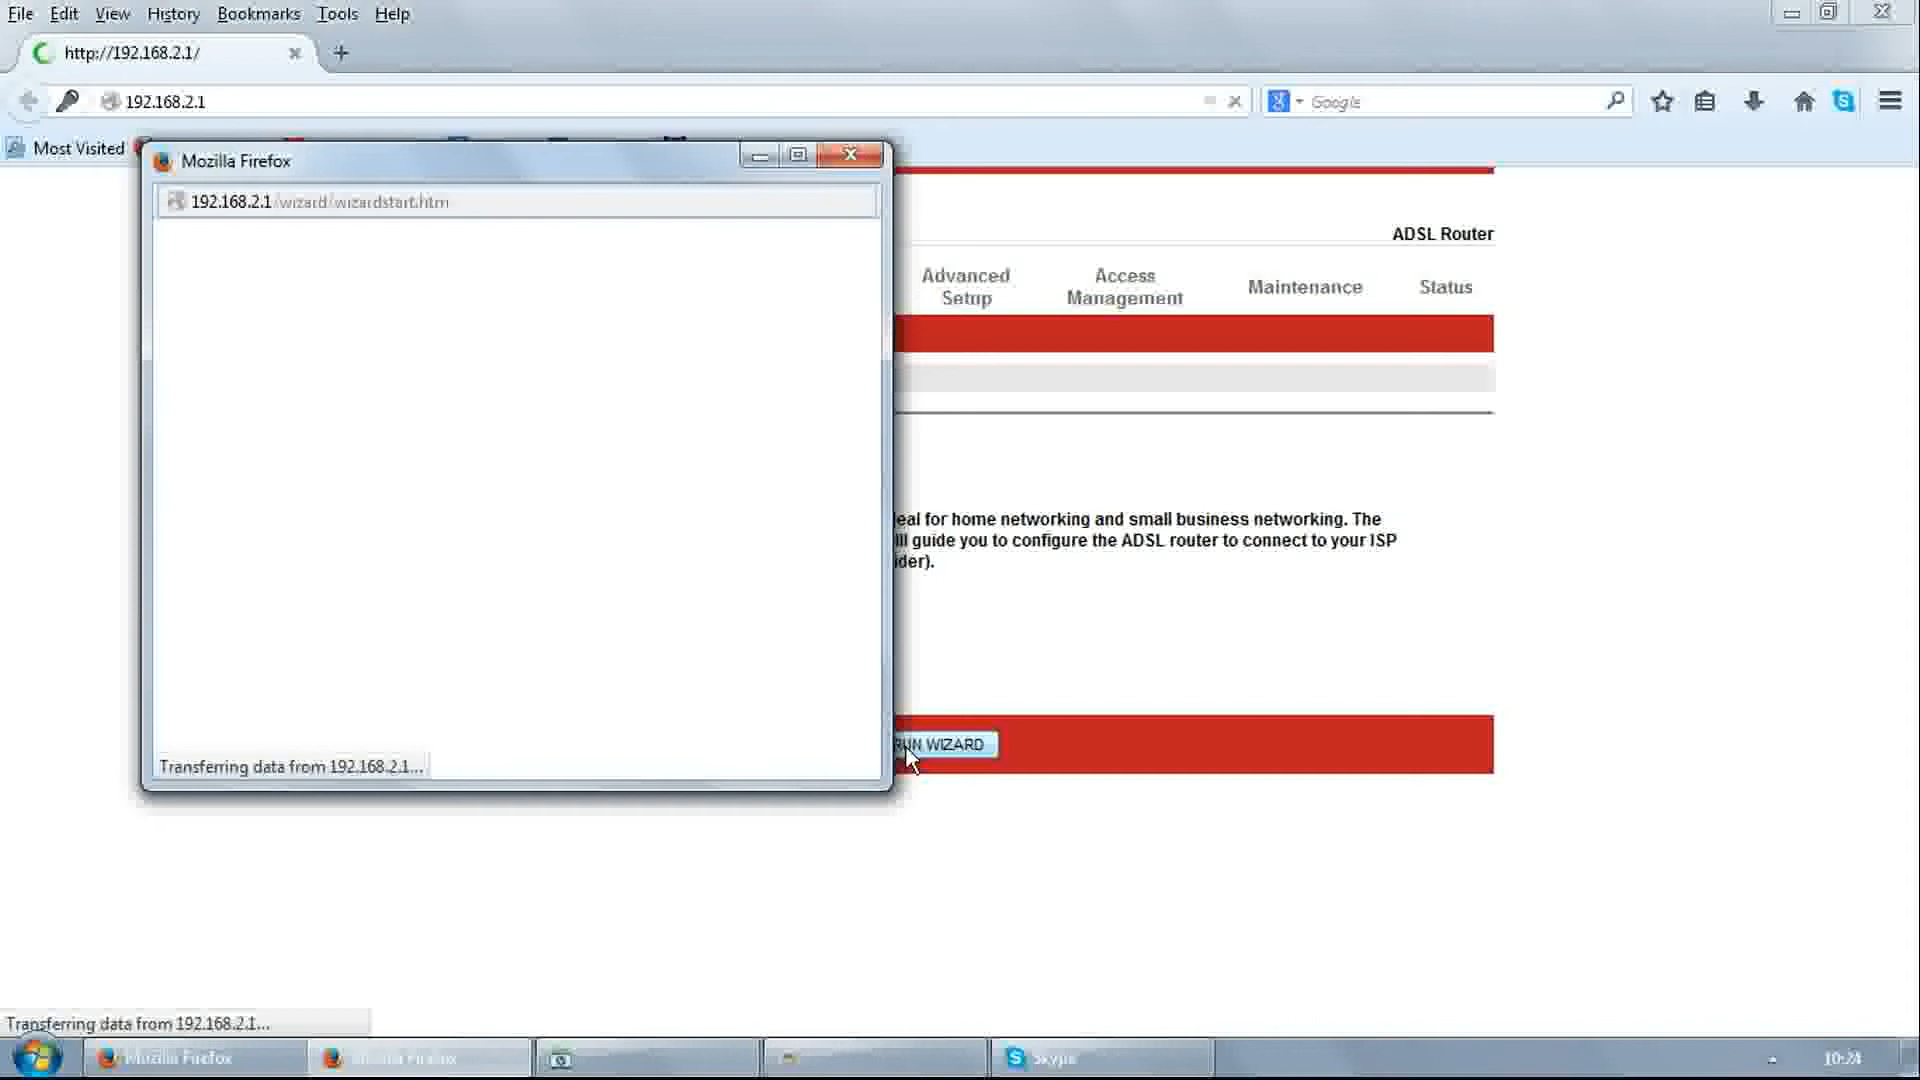 File Edit View History Bookmarks Tools Help
http://192.168.2.1/
192.168.2.1
Google
Most Visited
Mozilla Firefox
192.168.2.1/wizard/wizardstart.htm
ADSL Router
Advanced Setup
Access Management
Maintenance
Status
eal for home networking and small business networking. The
ll guide you to configure the ADSL router to connect to your ISP
ider).
RUN WIZARD
Transferring data from 192.168.2.1...
Transferring data from 192.168.2.1...
Mozilla Firefox
Mozilla Firefox
Skype
10:24